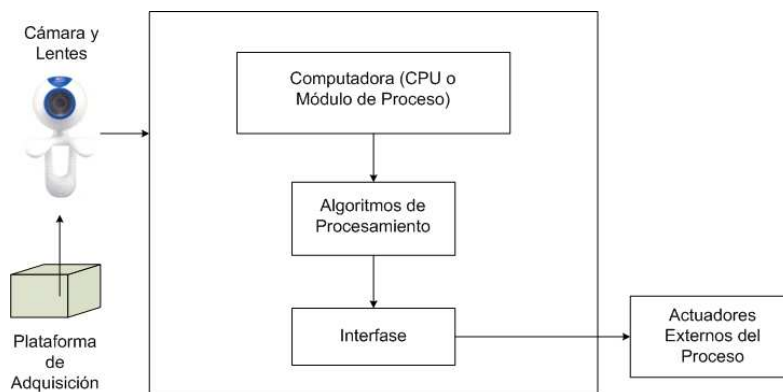 Cámara y
Lentes
Computadora (CPU o
Módulo de Proceso)
Algoritmos de
Procesamiento
Interfase
Plataforma
de
Adquisición
Actuadores
Externos del
Proceso